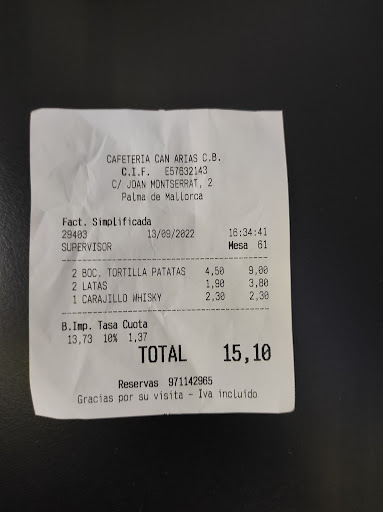 CAFETERIA CAN ARIAS C.B.
C.I.F. E57632143
C/ JOAN MONTSERRAT, 2
Palma de Mallorca
Fact. Simplificada
29403 13/09/2022 16:34:41
SUPERVISOR Mesa 61
2 BOC. TORTILLA PATATAS 4,50 9,00
2 LATAS 1,90 3,80
1 CARAJILLO WHISKY 2,30 2,30
B.Imp. Tasa Cuota
13,73 10% 1,37
TOTAL 15,10
Reservas 971142965
Gracias por su visita - Iva incluido